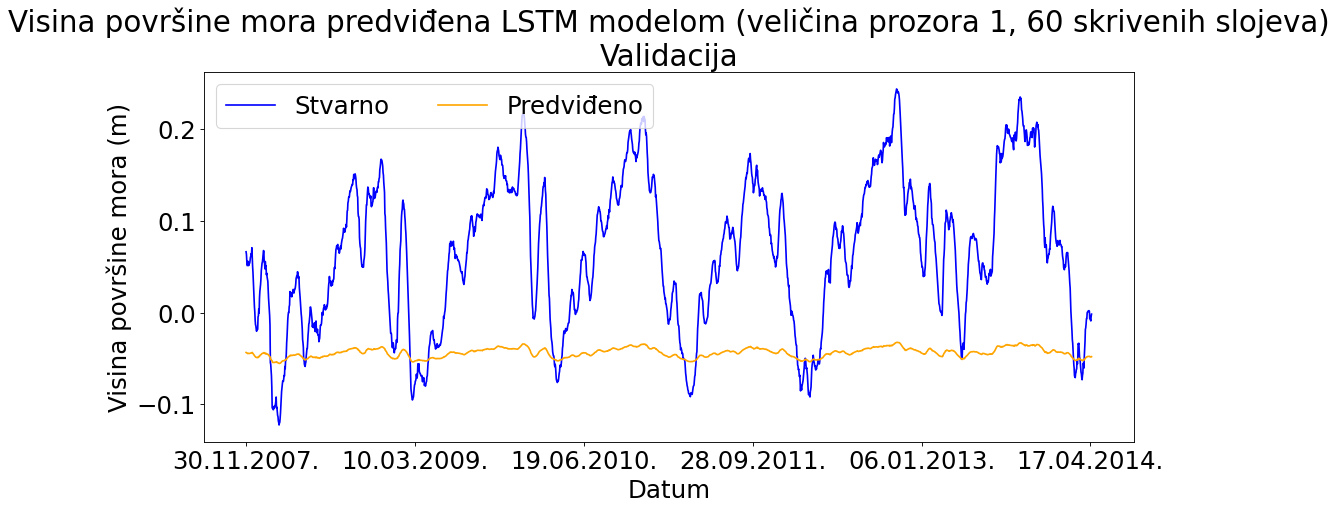 Visina površine mora predviđena LSTM modelom (veličina prozora 1, 60 skrivenih slojeva)
Validacija
Stvarno Predviđeno
Visina površine mora (m)
0.2
0.1
0.0
−0.1
30.11.2007. 10.03.2009. 19.06.2010. 28.09.2011. 06.01.2013. 17.04.2014.
Datum